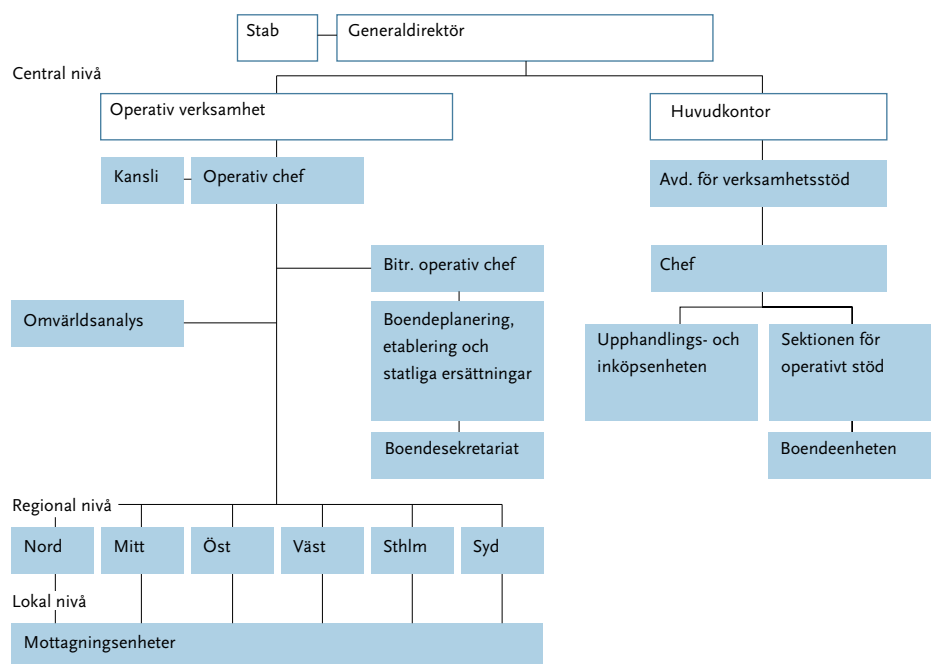 Stab
Generaldirektör
Central nivå
Operativ verksamhet
Huvudkontor
Kansli
Operativ chef
Avd. för verksamhetsstöd
Bitr. operativ chef
Chef
Omvärldsanalys
Boendeplanering,
etablering och
statliga ersättningar
Upphandlings- och
inköpsenheten
Sektionen för
operativt stöd
Boendesekretariat
Boendeenheten
Regional nivå
Nord
Mitt
Öst
Väst
Sthlm
Syd
Lokal nivå
Mottagningsenheter